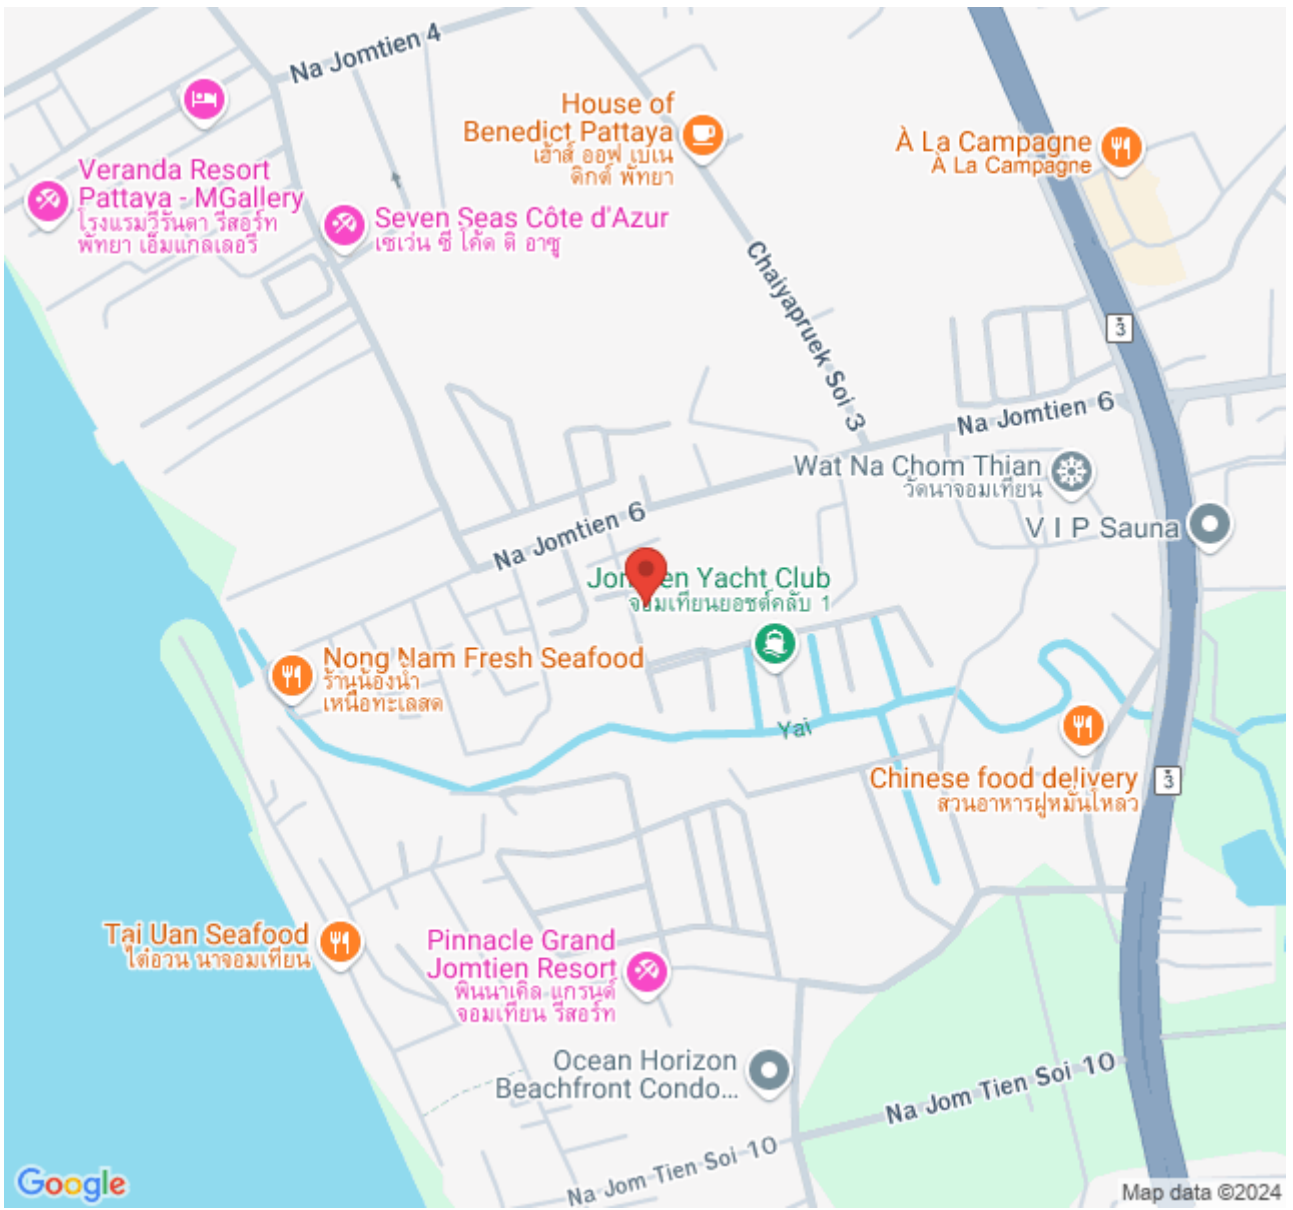 Na Jomtien 4
House of
Benedict Pattaya
เฮ้าส์ ออฟ เบเน
ดิกต์ พัทยา
À La Campagne
À La Campagne
Veranda Resort
Pattaya - MGallery
โรงแรมวีรันดา รีสอร์ท
พัทยา เอ็มแกลเลอรี
Seven Seas Côte d'Azur
เซเว่น ซี โค้ด ดิ อาซู
Chaiyapruek Soi 3
3
Na Jomtien 6
Wat Na Chom Thian
วัดนาจอมเทียน
Na Jomtien 6
V I P Sauna
Yacht Club
จอมเทียนยอชต์คลับ 1
Nong Nam Fresh Seafood
ร้านน้องน้ำ
เหนือทะเลสด
Yai
Chinese food delivery
สวนอาหารฝูหมั่นโหลว
3
Tai Uan Seafood
ไต๋อวน นาจอมเทียน
Pinnacle Grand
Jomtien Resort
พินนาเคิล แกรนด์
จอมเทียน รีสอร์ท
Ocean Horizon
Beachfront Condo...
Na Jom Tien Soi 10
Na Jom Tien Soi 10
Google
Map data ©2024